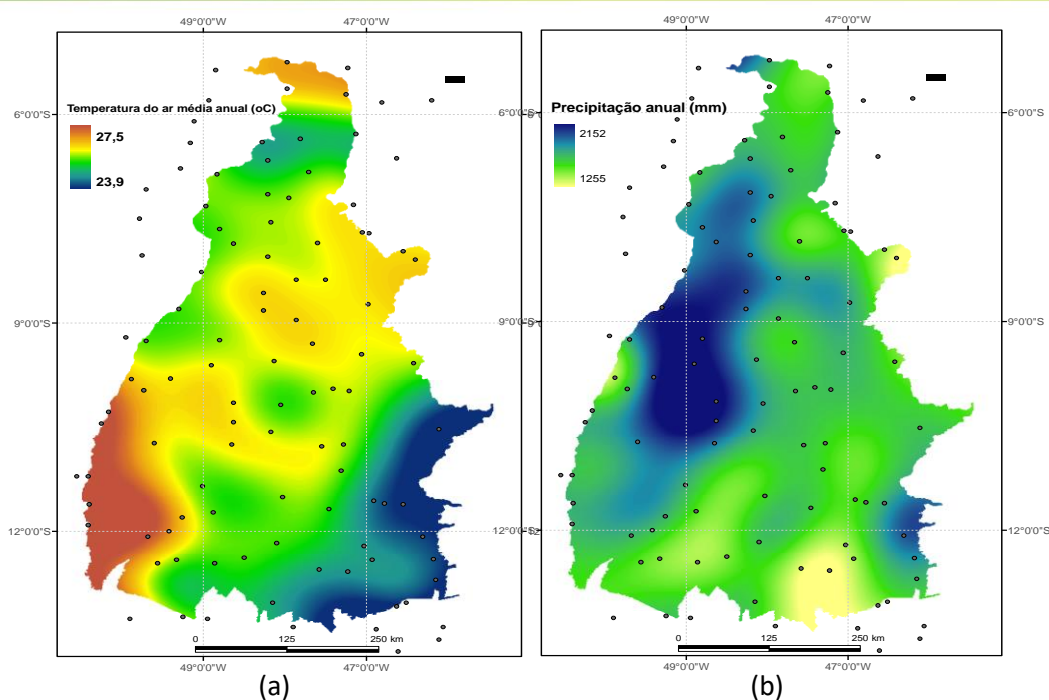 49°0'0"W 47°0'0"W 49°0'0"W 47°0'0"W
Temperatura do ar média anual (oC)
27,5
23,9
Precipitação anual (mm)
2152
1255
6°0'0"S 6°0'0"S
9°0'0"S 9°0'0"S 9°0'0"S
12°0'0"S 12°0'0"S 12°0'0"S
0 125 250 km
0 125 250 km
49°0'0"W 47°0'0"W 49°0'0"W 47°0'0"W
(a) (b)